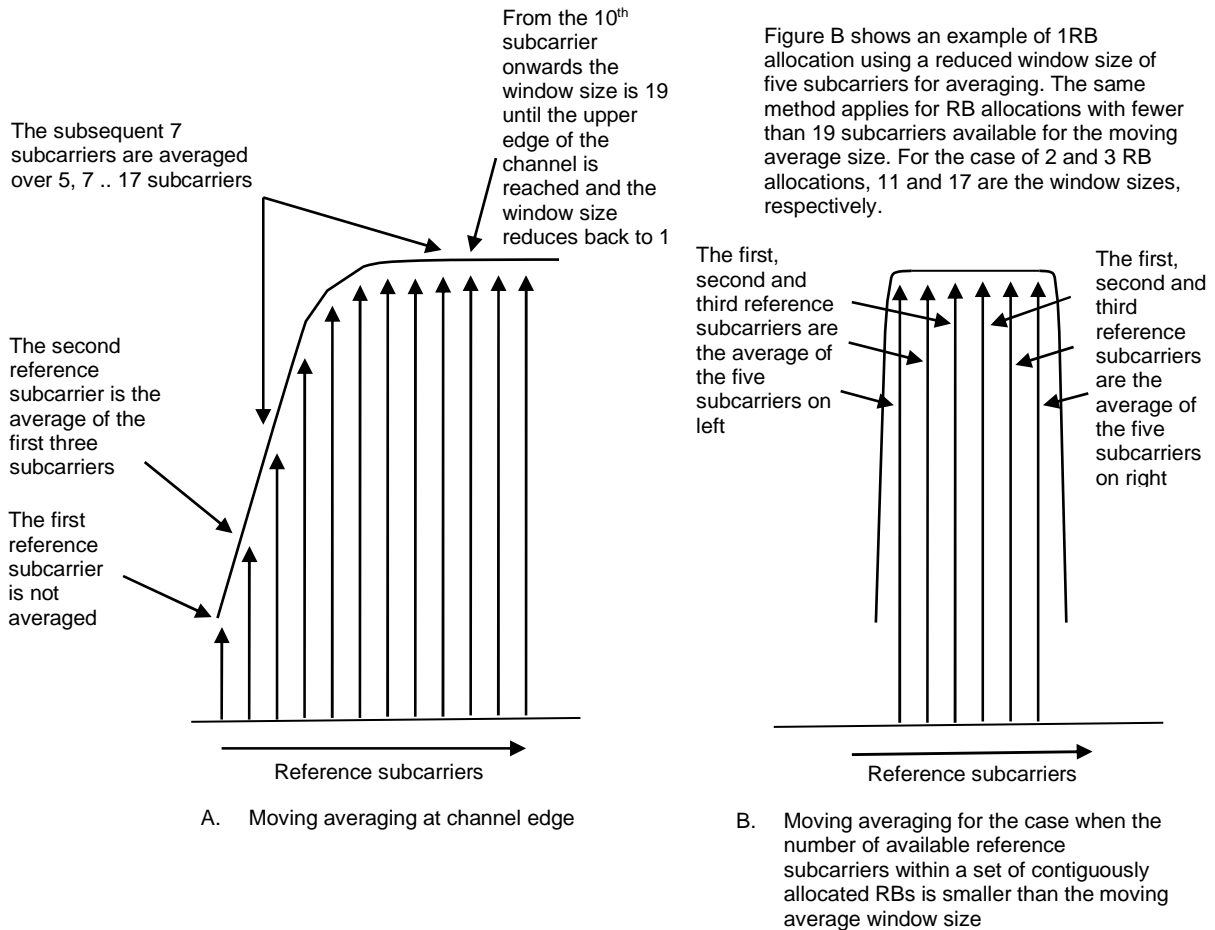 From the 10th
subcarrier
onwards the
window size is 19
until the upper
edge of the
channel is
reached and the
window size
reduces back to 1
The subsequent 7
subcarriers are averaged
over 5, 7 .. 17 subcarriers
The second
reference
subcarrier is the
average of the
first three
subcarriers
The first
reference
subcarrier
is not
averaged
Reference subcarriers
A. Moving averaging at channel edge
Figure B shows an example of 1RB
allocation using a reduced window size of
five subcarriers for averaging. The same
method applies for RB allocations with fewer
than 19 subcarriers available for the moving
average size. For the case of 2 and 3 RB
allocations, 11 and 17 are the window sizes,
respectively.
The first,
second and
third reference
subcarriers are
the average of
the five
subcarriers on
left
The first,
second and
third
reference
subcarriers
are the
average of
the five
subcarriers
on right
Reference subcarriers
B. Moving averaging for the case when the
number of available reference
subcarriers within a set of contiguously
allocated RBs is smaller than the moving
average window size